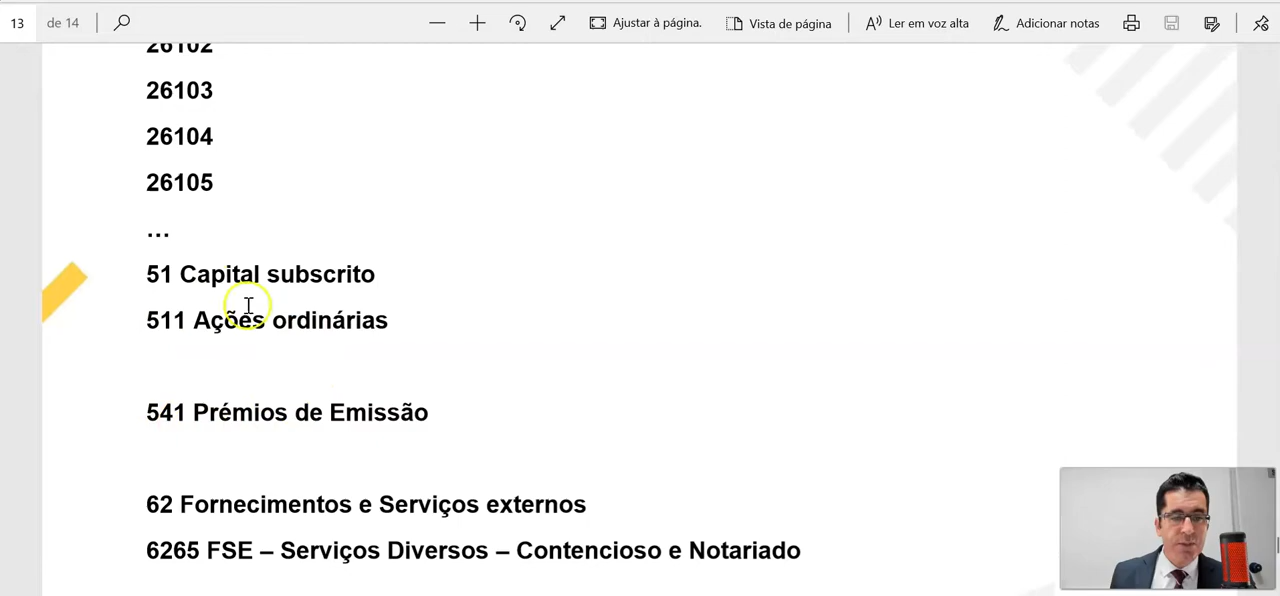 13 de 14 Ajustar à página. Vista de página Ler em voz alta Adicionar notas
26102
26103
26104
26105
...
51 Capital subscrito
511 Ações ordinárias
541 Prémios de Emissão
62 Fornecimentos e Serviços externos
6265 FSE – Serviços Diversos – Contencioso e Notariado